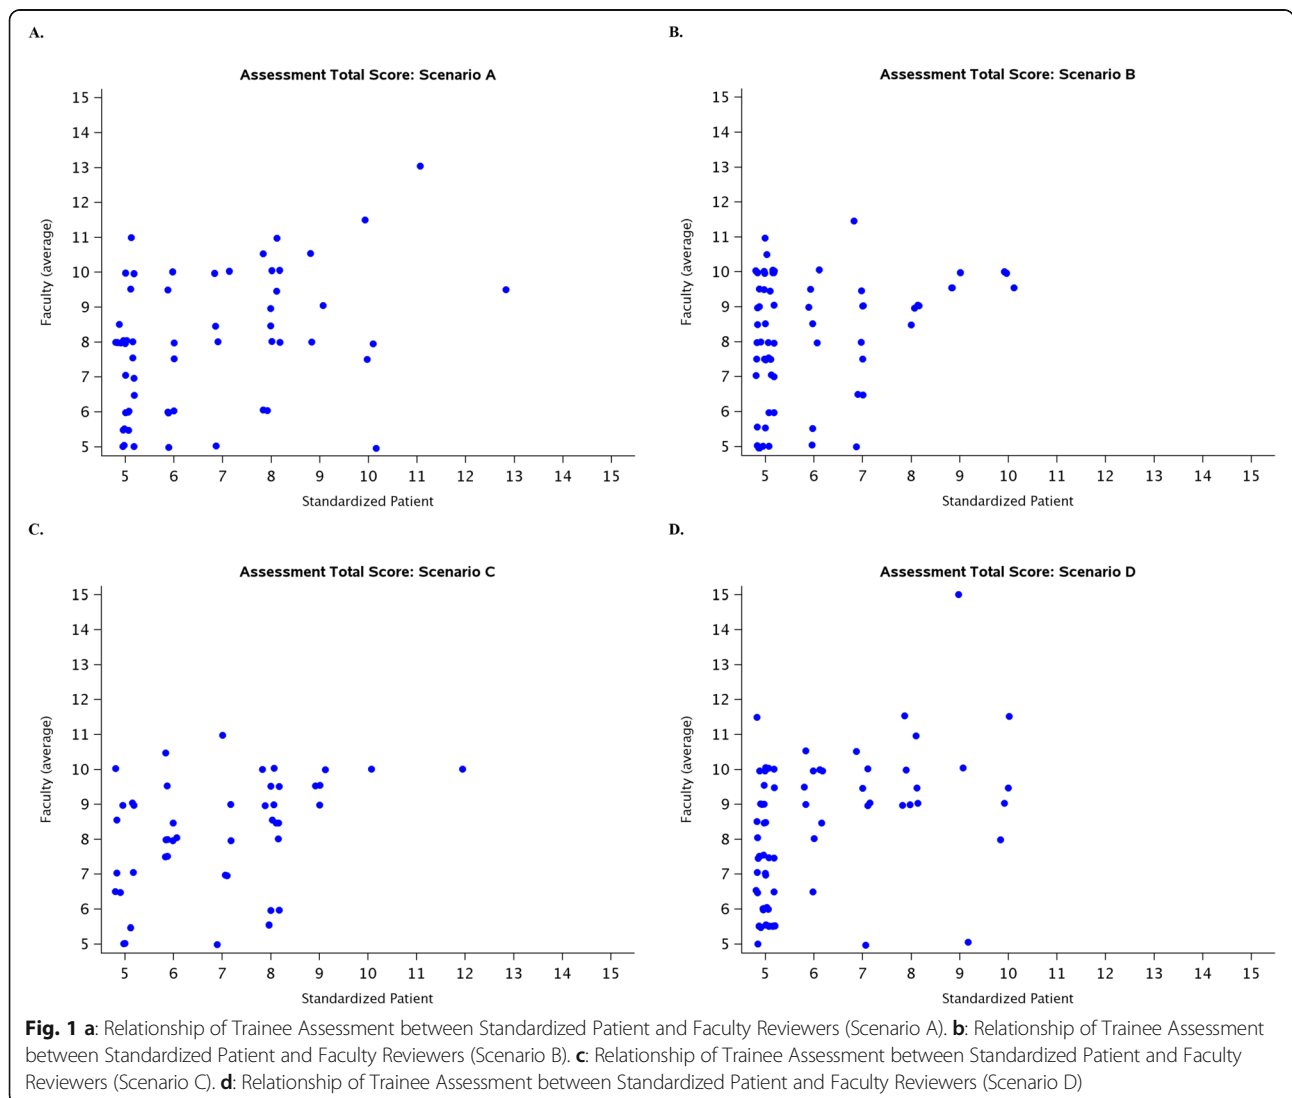 A.
Assessment Total Score: Scenario A
15
14
13
12
11
10
9
8
7
6
5
Faculty (average)
5 6 7 8 9 10 11 12 13 14 15
Standardized Patient
B.
Assessment Total Score: Scenario B
15
14
13
12
11
10
9
8
7
6
5
Faculty (average)
5 6 7 8 9 10 11 12 13 14 15
Standardized Patient
C.
Assessment Total Score: Scenario C
15
14
13
12
11
10
9
8
7
6
5
Faculty (average)
5 6 7 8 9 10 11 12 13 14 15
Standardized Patient
D.
Assessment Total Score: Scenario D
15
14
13
12
11
10
9
8
7
6
5
Faculty (average)
5 6 7 8 9 10 11 12 13 14 15
Standardized Patient
Fig. 1 a: Relationship of Trainee Assessment between Standardized Patient and Faculty Reviewers (Scenario A). b: Relationship of Trainee Assessment
between Standardized Patient and Faculty Reviewers (Scenario B). c: Relationship of Trainee Assessment between Standardized Patient and Faculty
Reviewers (Scenario C). d: Relationship of Trainee Assessment between Standardized Patient and Faculty Reviewers (Scenario D)